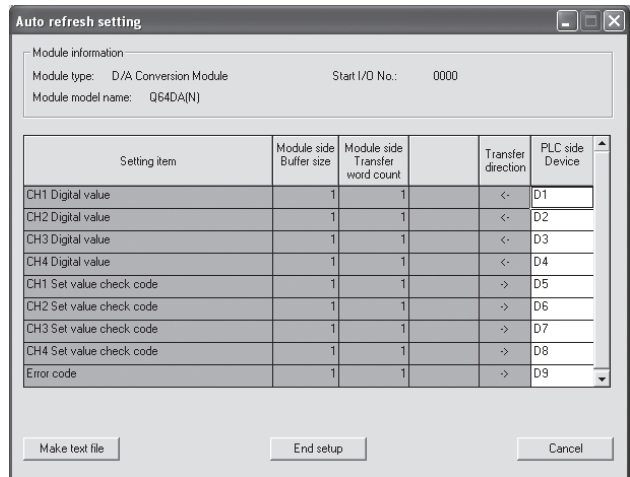 Auto refresh setting
Module information
Module type: D/A Conversion Module Start I/O No.: 0000
Module model name: Q64DA(N)
Setting item Module side Buffer size Module side Transfer word count Transfer direction PLC side Device
CH1 Digital value 1 1 <- D1
CH2 Digital value 1 1 <- D2
CH3 Digital value 1 1 <- D3
CH4 Digital value 1 1 <- D4
CH1 Set value check code 1 1 -> D5
CH2 Set value check code 1 1 -> D6
CH3 Set value check code 1 1 -> D7
CH4 Set value check code 1 1 -> D8
Error code 1 1 -> D9
Make text file End setup Cancel